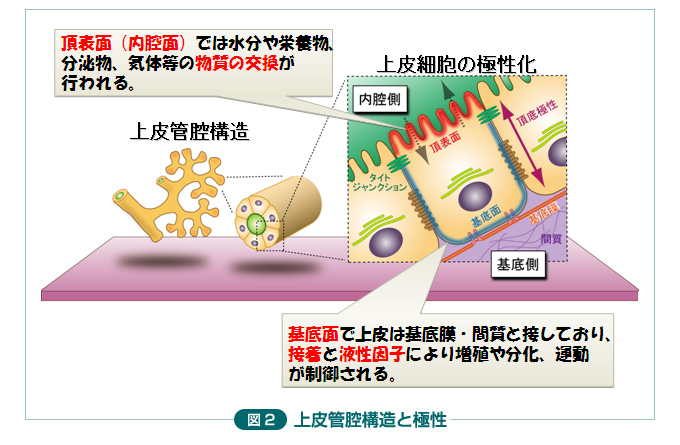 頂表面（内腔面）では水分や栄養物、
分泌物、気体等の物質の交換が
行われる。
上皮細胞の極性化
上皮管腔構造
内腔側
頂表面
頂底極性
タイト
ジャンクション
基底面
基底膜
間質
基底側
基底面で上皮は基底膜・間質と接しており、
接着と液性因子により増殖や分化、運動
が制御される。
図2 上皮管腔構造と極性